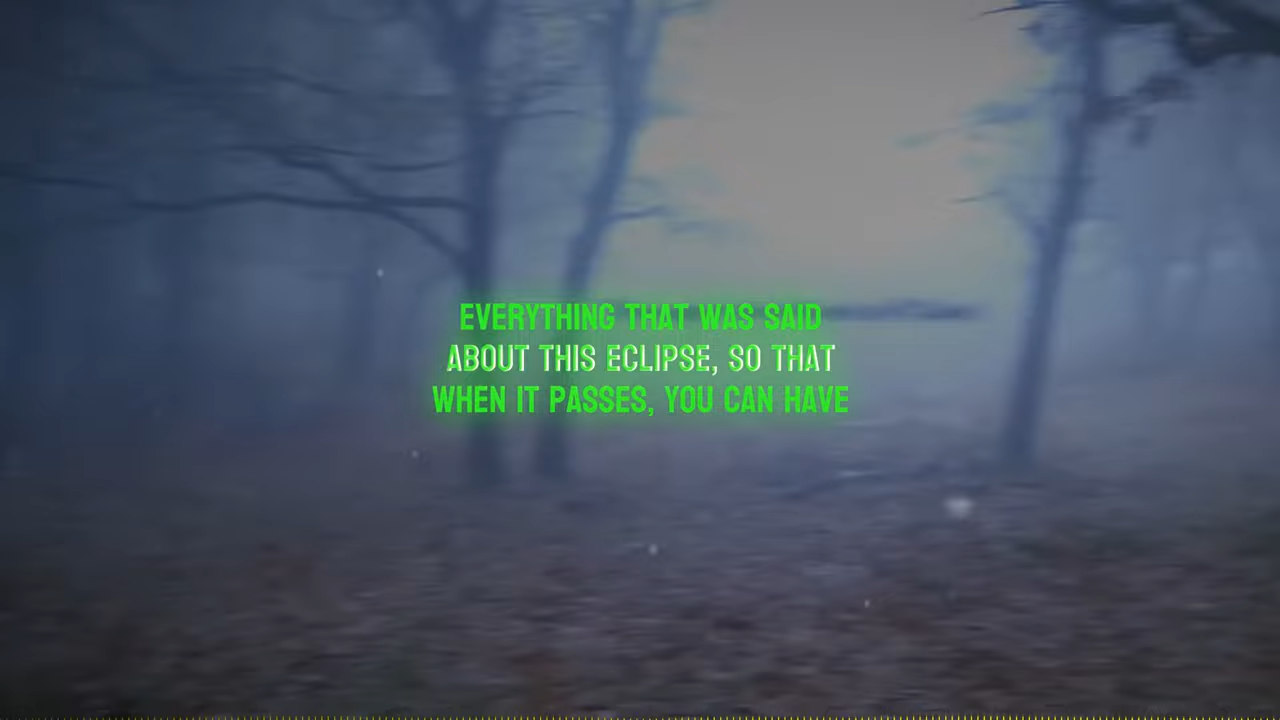 EVERYTHING THAT WAS SAID
ABOUT THIS ECLIPSE, SO THAT
WHEN IT PASSES, YOU CAN HAVE